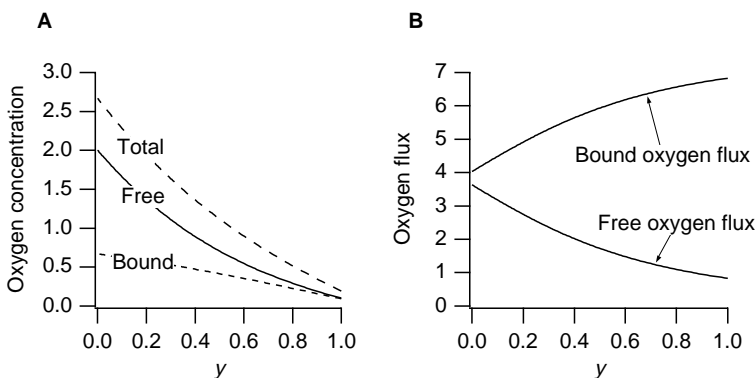 A
Oxygen concentration
3.0
2.5
2.0
1.5
1.0
0.5
0.0
Total
Free
Bound
0.0 0.2 0.4 0.6 0.8 1.0
y
B
Oxygen flux
7
6
5
4
3
2
1
0
Bound oxygen flux
Free oxygen flux
0.0 0.2 0.4 0.6 0.8 1.0
y